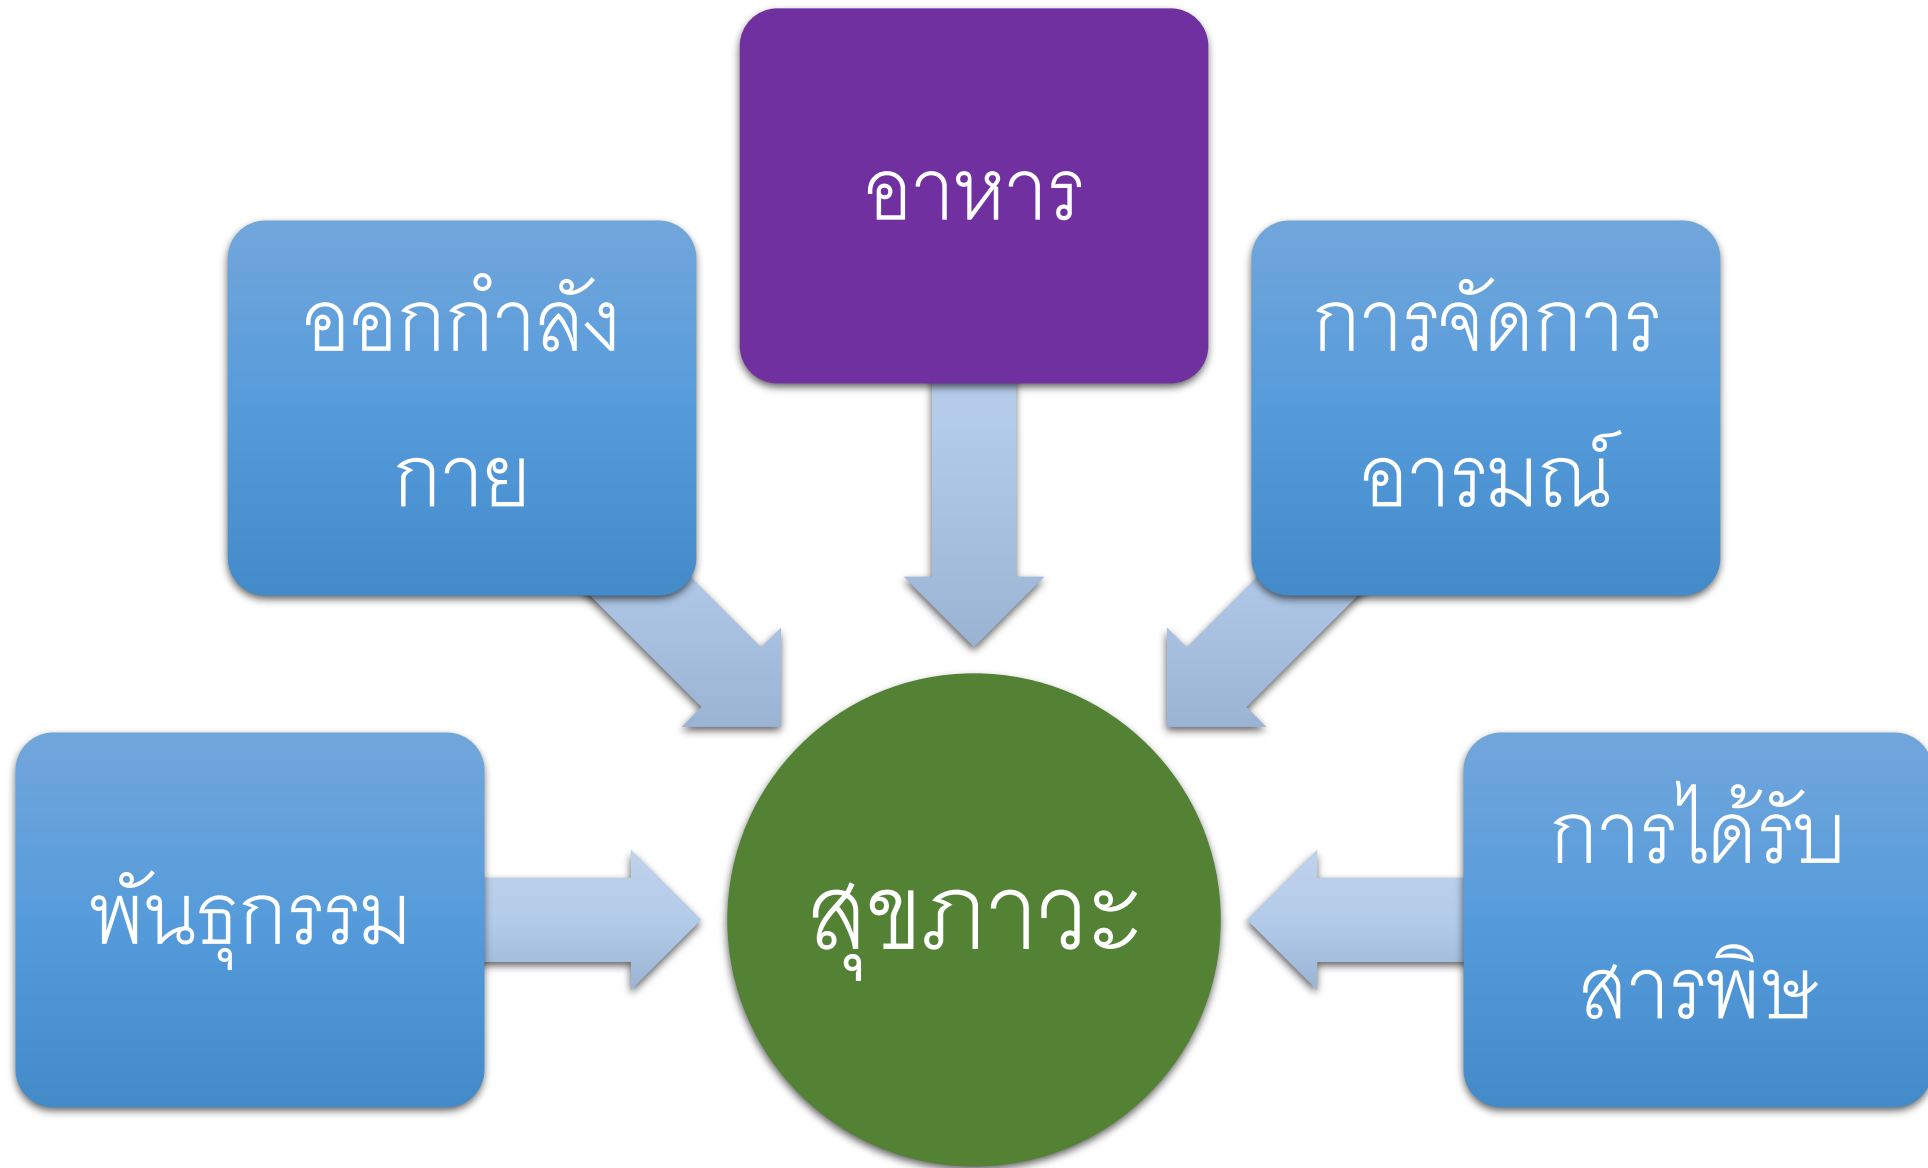 อาหาร
ออกกำลัง
กาย
การจัดการ
อารมณ์
พันธุกรรม
สุขภาวะ
การได้รับ
สารพิษ